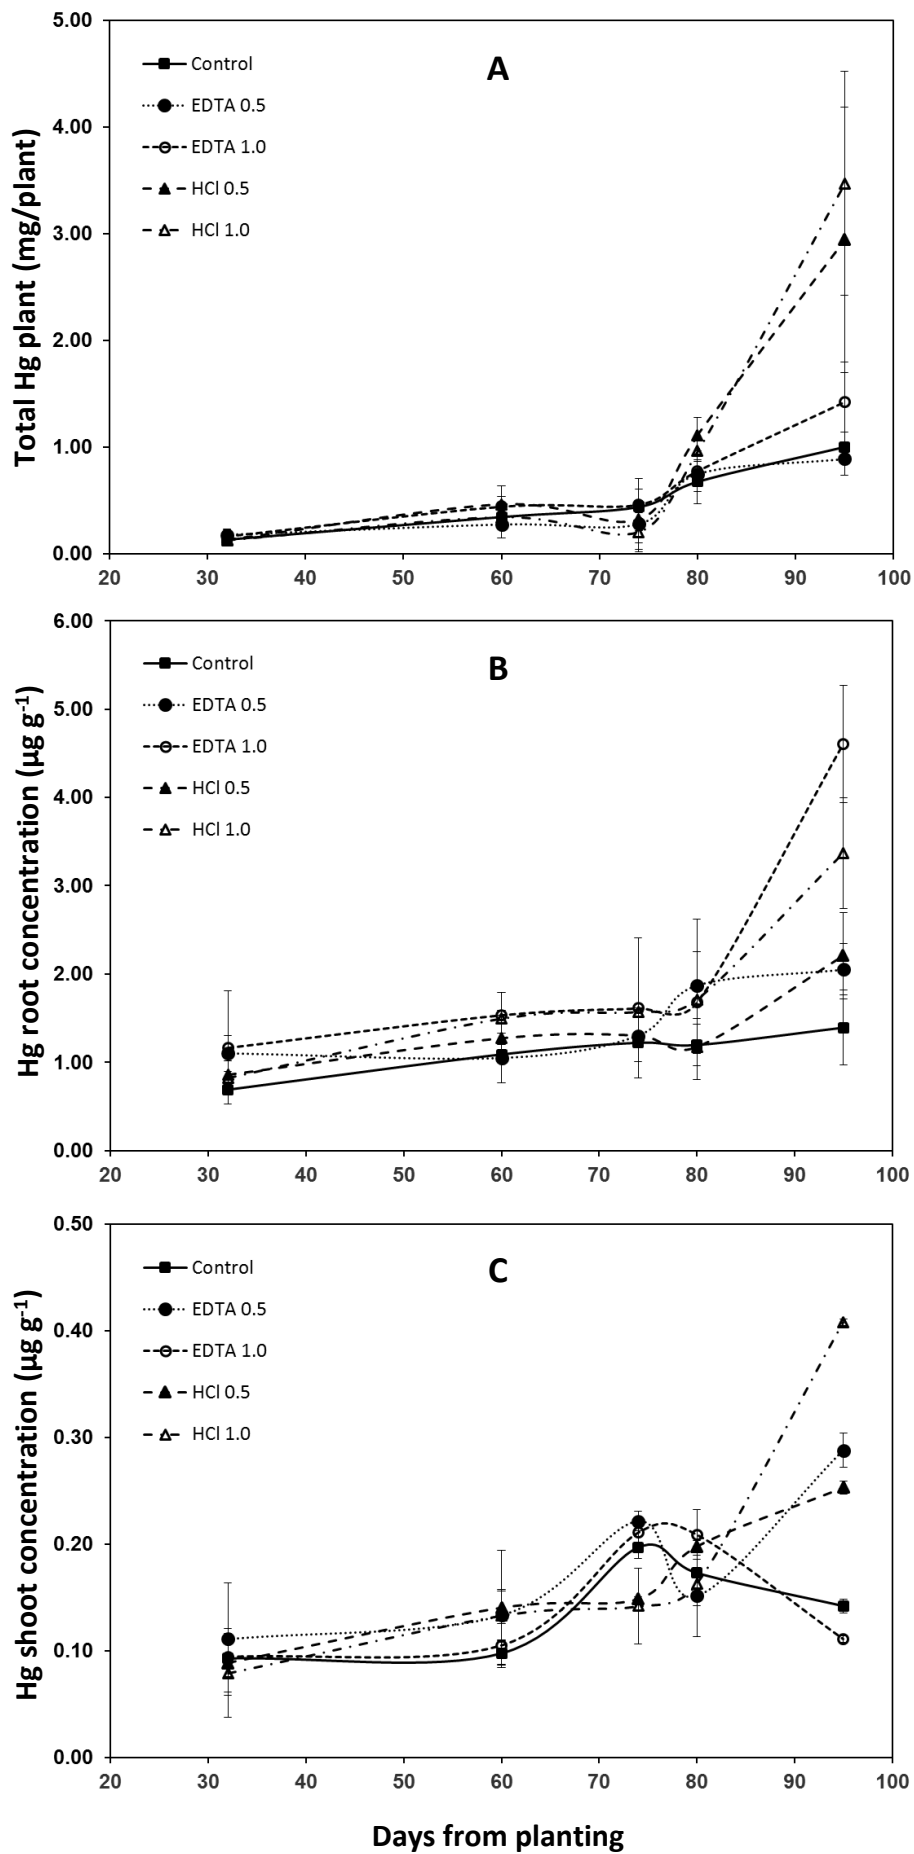 5.00
4.00
3.00
2.00
1.00
0.00
Total Hg plant (mg/plant)
A
Control
EDTA 0.5
EDTA 1.0
HCl 0.5
HCl 1.0
20 30 40 50 60 70 80 90 100
6.00
5.00
4.00
3.00
2.00
1.00
0.00
Hg root concentration (µg g⁻¹)
B
Control
EDTA 0.5
EDTA 1.0
HCl 0.5
HCl 1.0
20 30 40 50 60 70 80 90 100
0.50
0.40
0.30
0.20
0.10
0.00
Hg shoot concentration (µg g⁻¹)
C
Control
EDTA 0.5
EDTA 1.0
HCl 0.5
HCl 1.0
20 30 40 50 60 70 80 90 100
Days from planting